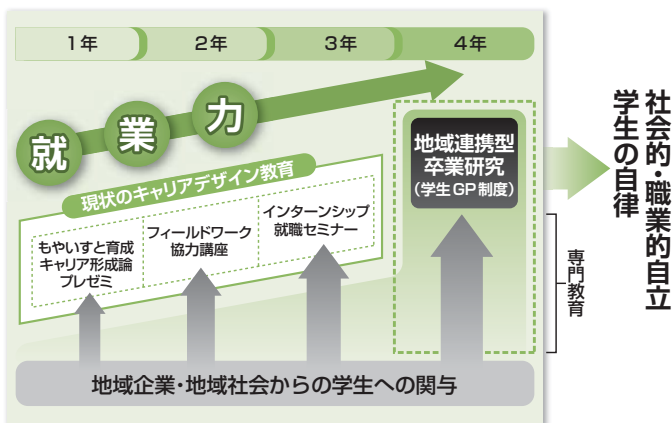 1年
2年
3年
4年
就業力
現状のキャリアデザイン教育
もやいすと育成
キャリア形成論
プレゼミ
フィールドワーク
協力講座
インターンシップ
就職セミナー
地域連携型
卒業研究
(学生GP制度)
専門教育
地域企業・地域社会からの学生への関与
社会的・職業的自立
学生の自律